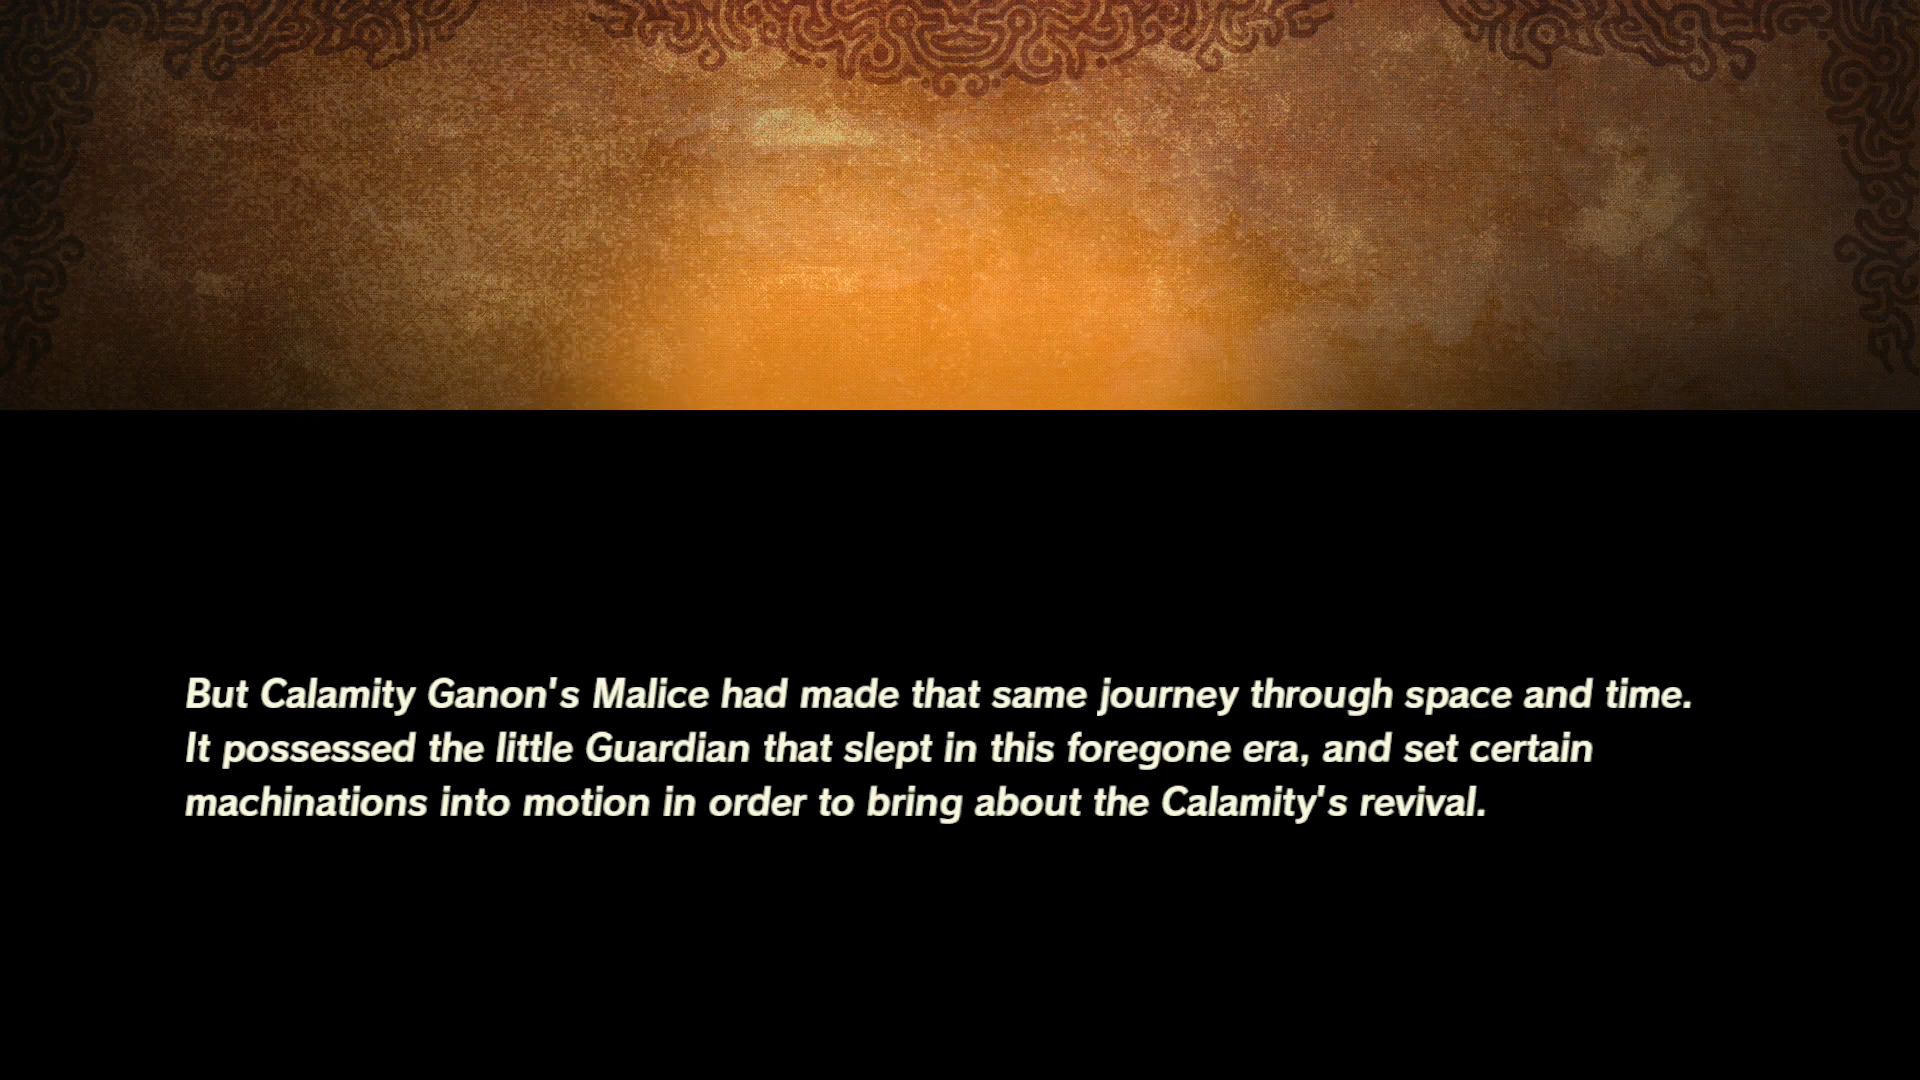 But Calamity Ganon's Malice had made that same journey through space and time.
It possessed the little Guardian that slept in this foregone era, and set certain
machinations into motion in order to bring about the Calamity's revival.